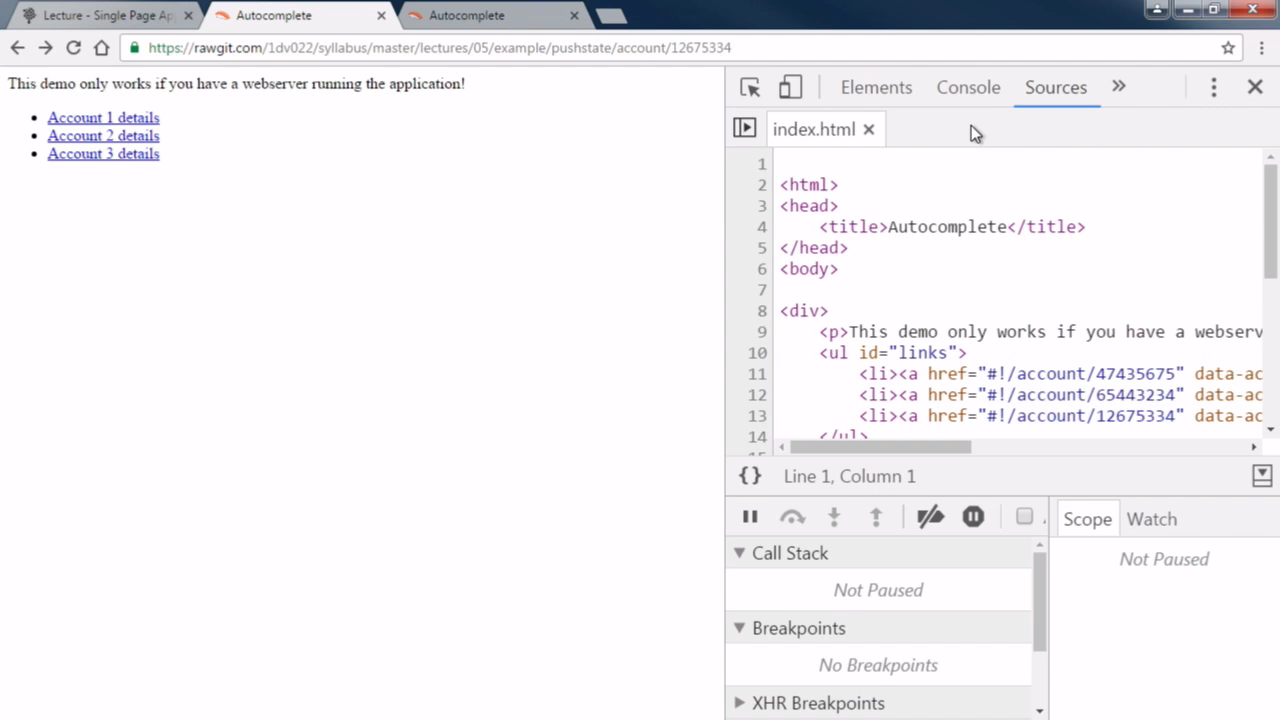 Lecture - Single Page Ap
Autocomplete
Autocomplete
https://rawgit.com/1dv022/syllabus/master/lectures/05/example/pushstate/account/12675334
This demo only works if you have a webserver running the application!
Account 1 details
Account 2 details
Account 3 details
Elements
Console
Sources
index.html
1
2 <html>
3 <head>
4 <title>Autocomplete</title>
5 </head>
6 <body>
7
8 <div>
9 <p>This demo only works if you have a webserv
10 <ul id="links">
11 <li><a href="#!/account/47435675" data-ac
12 <li><a href="#!/account/65443234" data-ac
13 <li><a href="#!/account/12675334" data-ac
14 </ul>
{} Line 1, Column 1
Scope Watch
Call Stack
Not Paused
Not Paused
Breakpoints
No Breakpoints
XHR Breakpoints